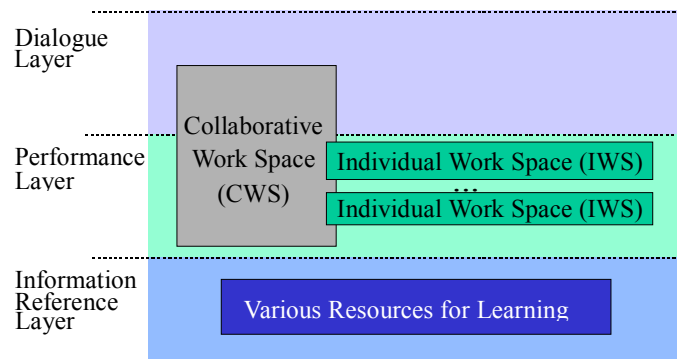 Dialogue
Layer
Collaborative
Work Space
(CWS)
Performance
Layer
Individual Work Space (IWS)
...
Individual Work Space (IWS)
Information
Reference
Layer
Various Resources for Learning